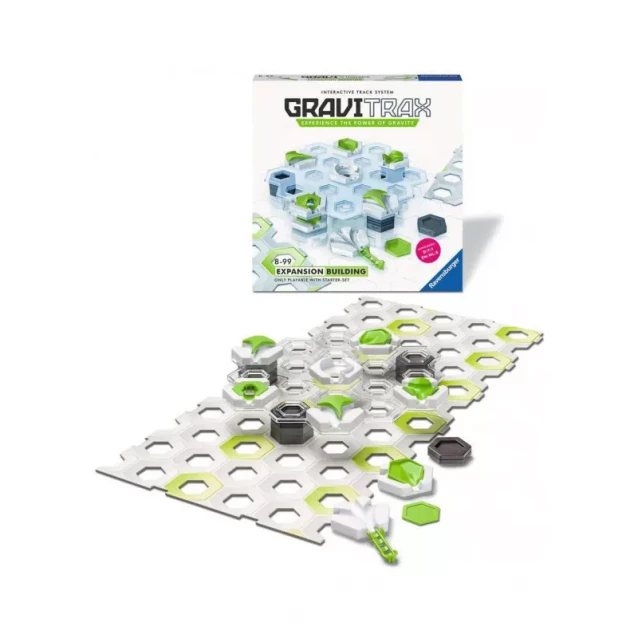 INTERACTIVE TRACK SYSTEM
GRAVITRAX
EXPERIENCE THE POWER OF GRAVITY
8-99
EXPANSION BUILDING
ONLY PLAYABLE WITH STARTER-SET
Ravensburger